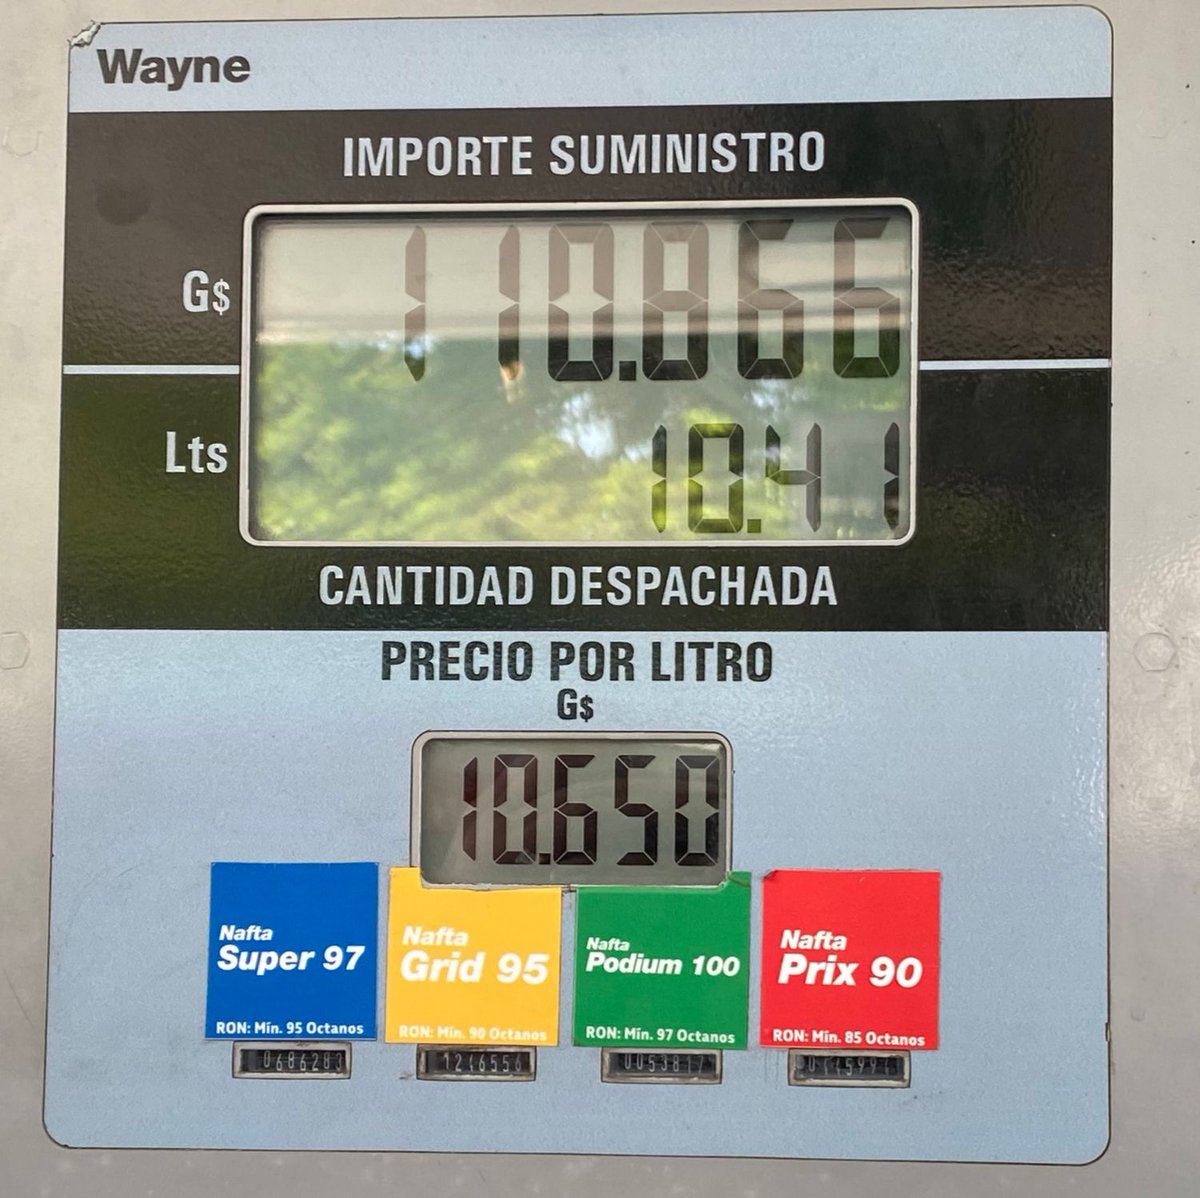 Wayne
IMPORTE SUMINISTRO
G$ 110.866
Lts 10.41
CANTIDAD DESPACHADA
PRECIO POR LITRO
G$
10.650
Nafta
Super 97
RON: Mín. 95 Octanos
Nafta
Grid 95
RON: Mín. 90 Octanos
Nafta
Podium 100
RON: Mín. 97 Octanos
Nafta
Prix 90
RON: Mín. 85 Octanos